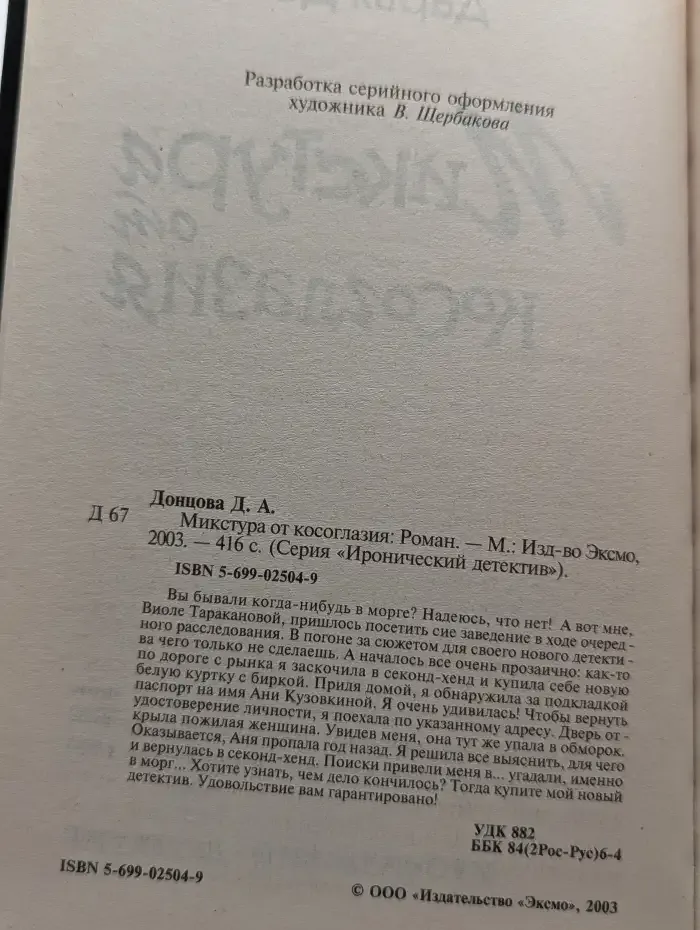 Разработка серийного оформления
художника В. Щербакова
Донцова Д. А.
Д 67
Микстура от косоглазия: Роман. — М.: Изд-во Эксмо,
2003. — 416 с. (Серия «Иронический детектив»).
ISBN 5-699-02504-9
Вы бывали когда-нибудь в морге? Надеюсь, что нет! А вот мне,
Виоле Таракановой, пришлось посетить сие заведение в ходе очеред-
ного расследования. В погоне за сюжетом для своего нового детекти-
ва чего только не сделаешь. А началось все очень прозаично: как-то
по дороге с рынка я заскочила в секонд-хенд и купила себе новую
белую куртку с биркой. Придя домой, я обнаружила за подкладкой
паспорт на имя Ани Кузовкиной. Я очень удивилась! Чтобы вернуть
удостоверение личности, я поехала по указанному адресу. Дверь от-
крыла пожилая женщина. Увидев меня, она тут же упала в обморок.
Оказывается, Аня пропала год назад. Я решила все выяснить, для чего
и вернулась в секонд-хенд. Поиски привели меня в... угадали, именно
в морг... Хотите узнать, чем дело кончилось? Тогда купите мой новый
детектив. Удовольствие вам гарантировано!
УДК 882
ББК 84(2Рос-Рус)6-4
ISBN 5-699-02504-9
© ООО «Издательство «Эксмо», 2003